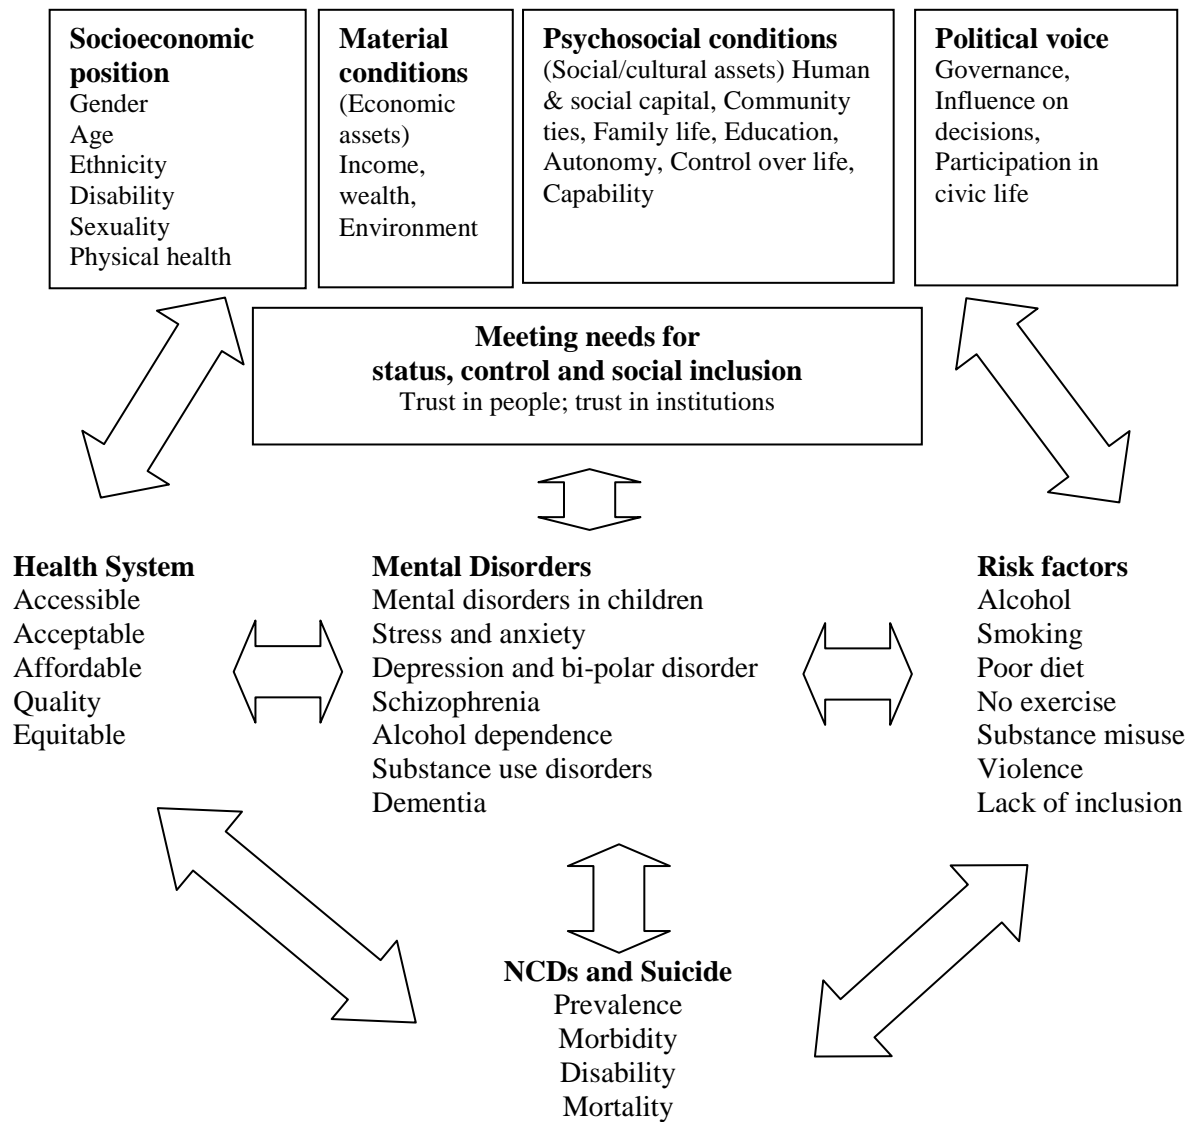 Socioeconomic
position
Gender
Age
Ethnicity
Disability
Sexuality
Physical health
Material
conditions
(Economic
assets)
Income,
wealth,
Environment
Psychosocial conditions
(Social/cultural assets) Human
& social capital, Community
ties, Family life, Education,
Autonomy, Control over life,
Capability
Political voice
Governance,
Influence on
decisions,
Participation in
civic life
Meeting needs for
status, control and social inclusion
Trust in people; trust in institutions
Health System
Accessible
Acceptable
Affordable
Quality
Equitable
Mental Disorders
Mental disorders in children
Stress and anxiety
Depression and bi-polar disorder
Schizophrenia
Alcohol dependence
Substance use disorders
Dementia
Risk factors
Alcohol
Smoking
Poor diet
No exercise
Substance misuse
Violence
Lack of inclusion
NCDs and Suicide
Prevalence
Morbidity
Disability
Mortality